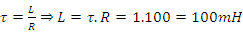 τ = L/R ⇒ L = τ.R = 1.100 = 100mH